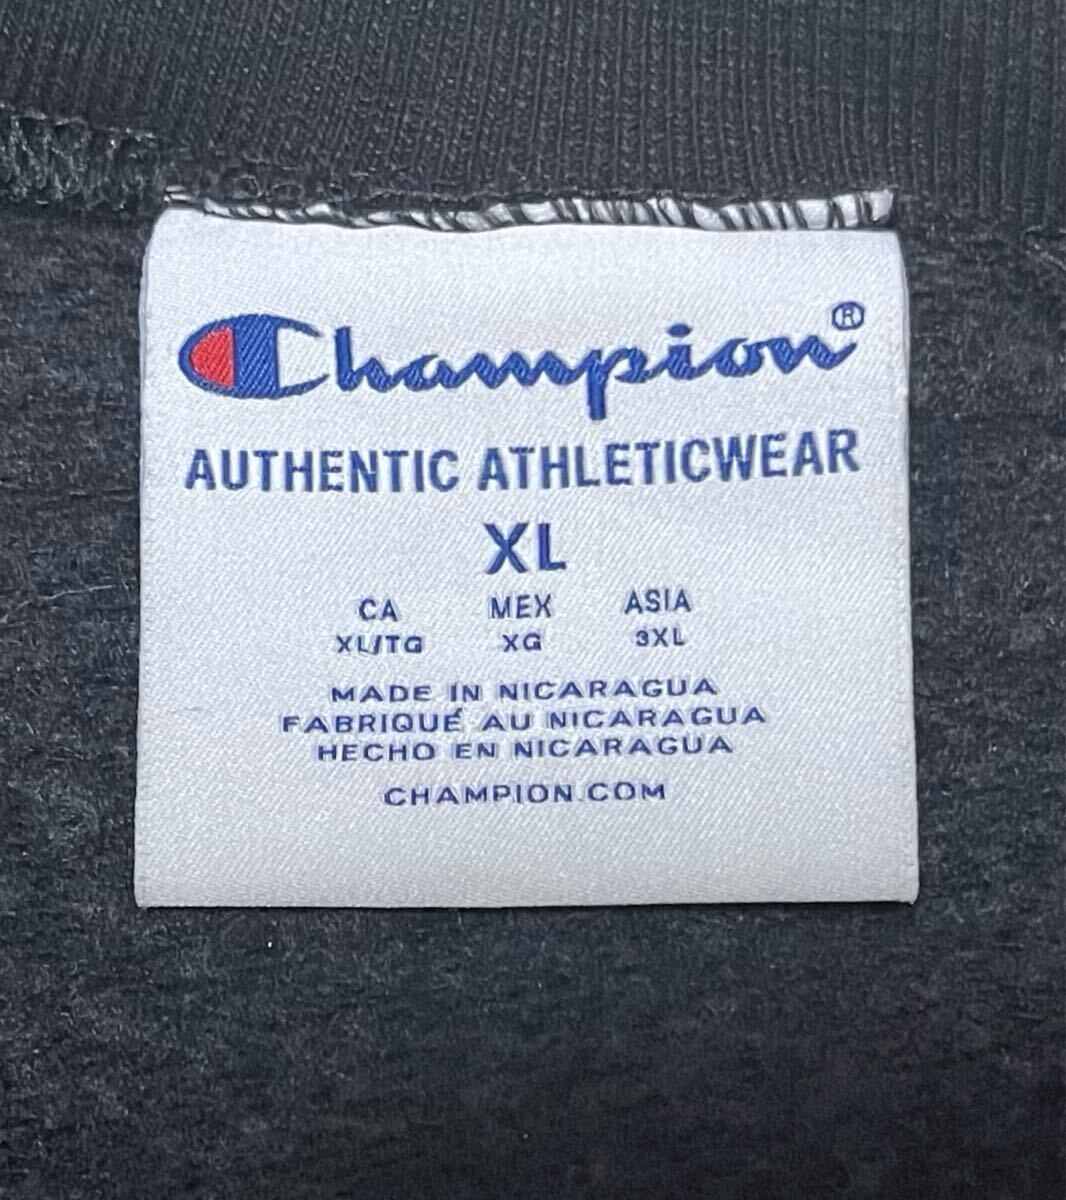 Champion®
AUTHENTIC ATHLETICWEAR
XL
CA MEX ASIA
XL/TG XG 3XL
MADE IN NICARAGUA
FABRIQUÉ AU NICARAGUA
HECHO EN NICARAGUA
CHAMPION.COM